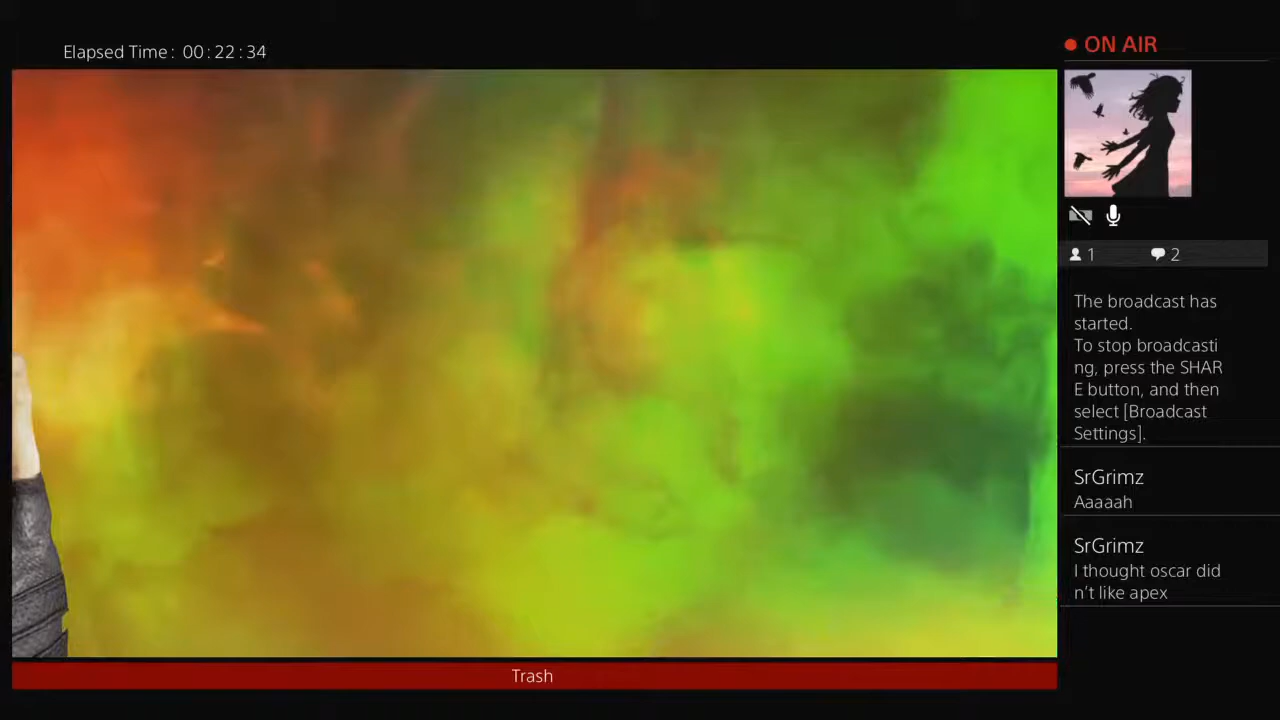 Elapsed Time: 00:22:34
ON AIR
1
2
The broadcast has
started.
To stop broadcasti
ng, press the SHAR
E button, and then
select [Broadcast
Settings].
SrGrimz
Aaaaah
SrGrimz
I thought oscar did
n't like apex
Trash